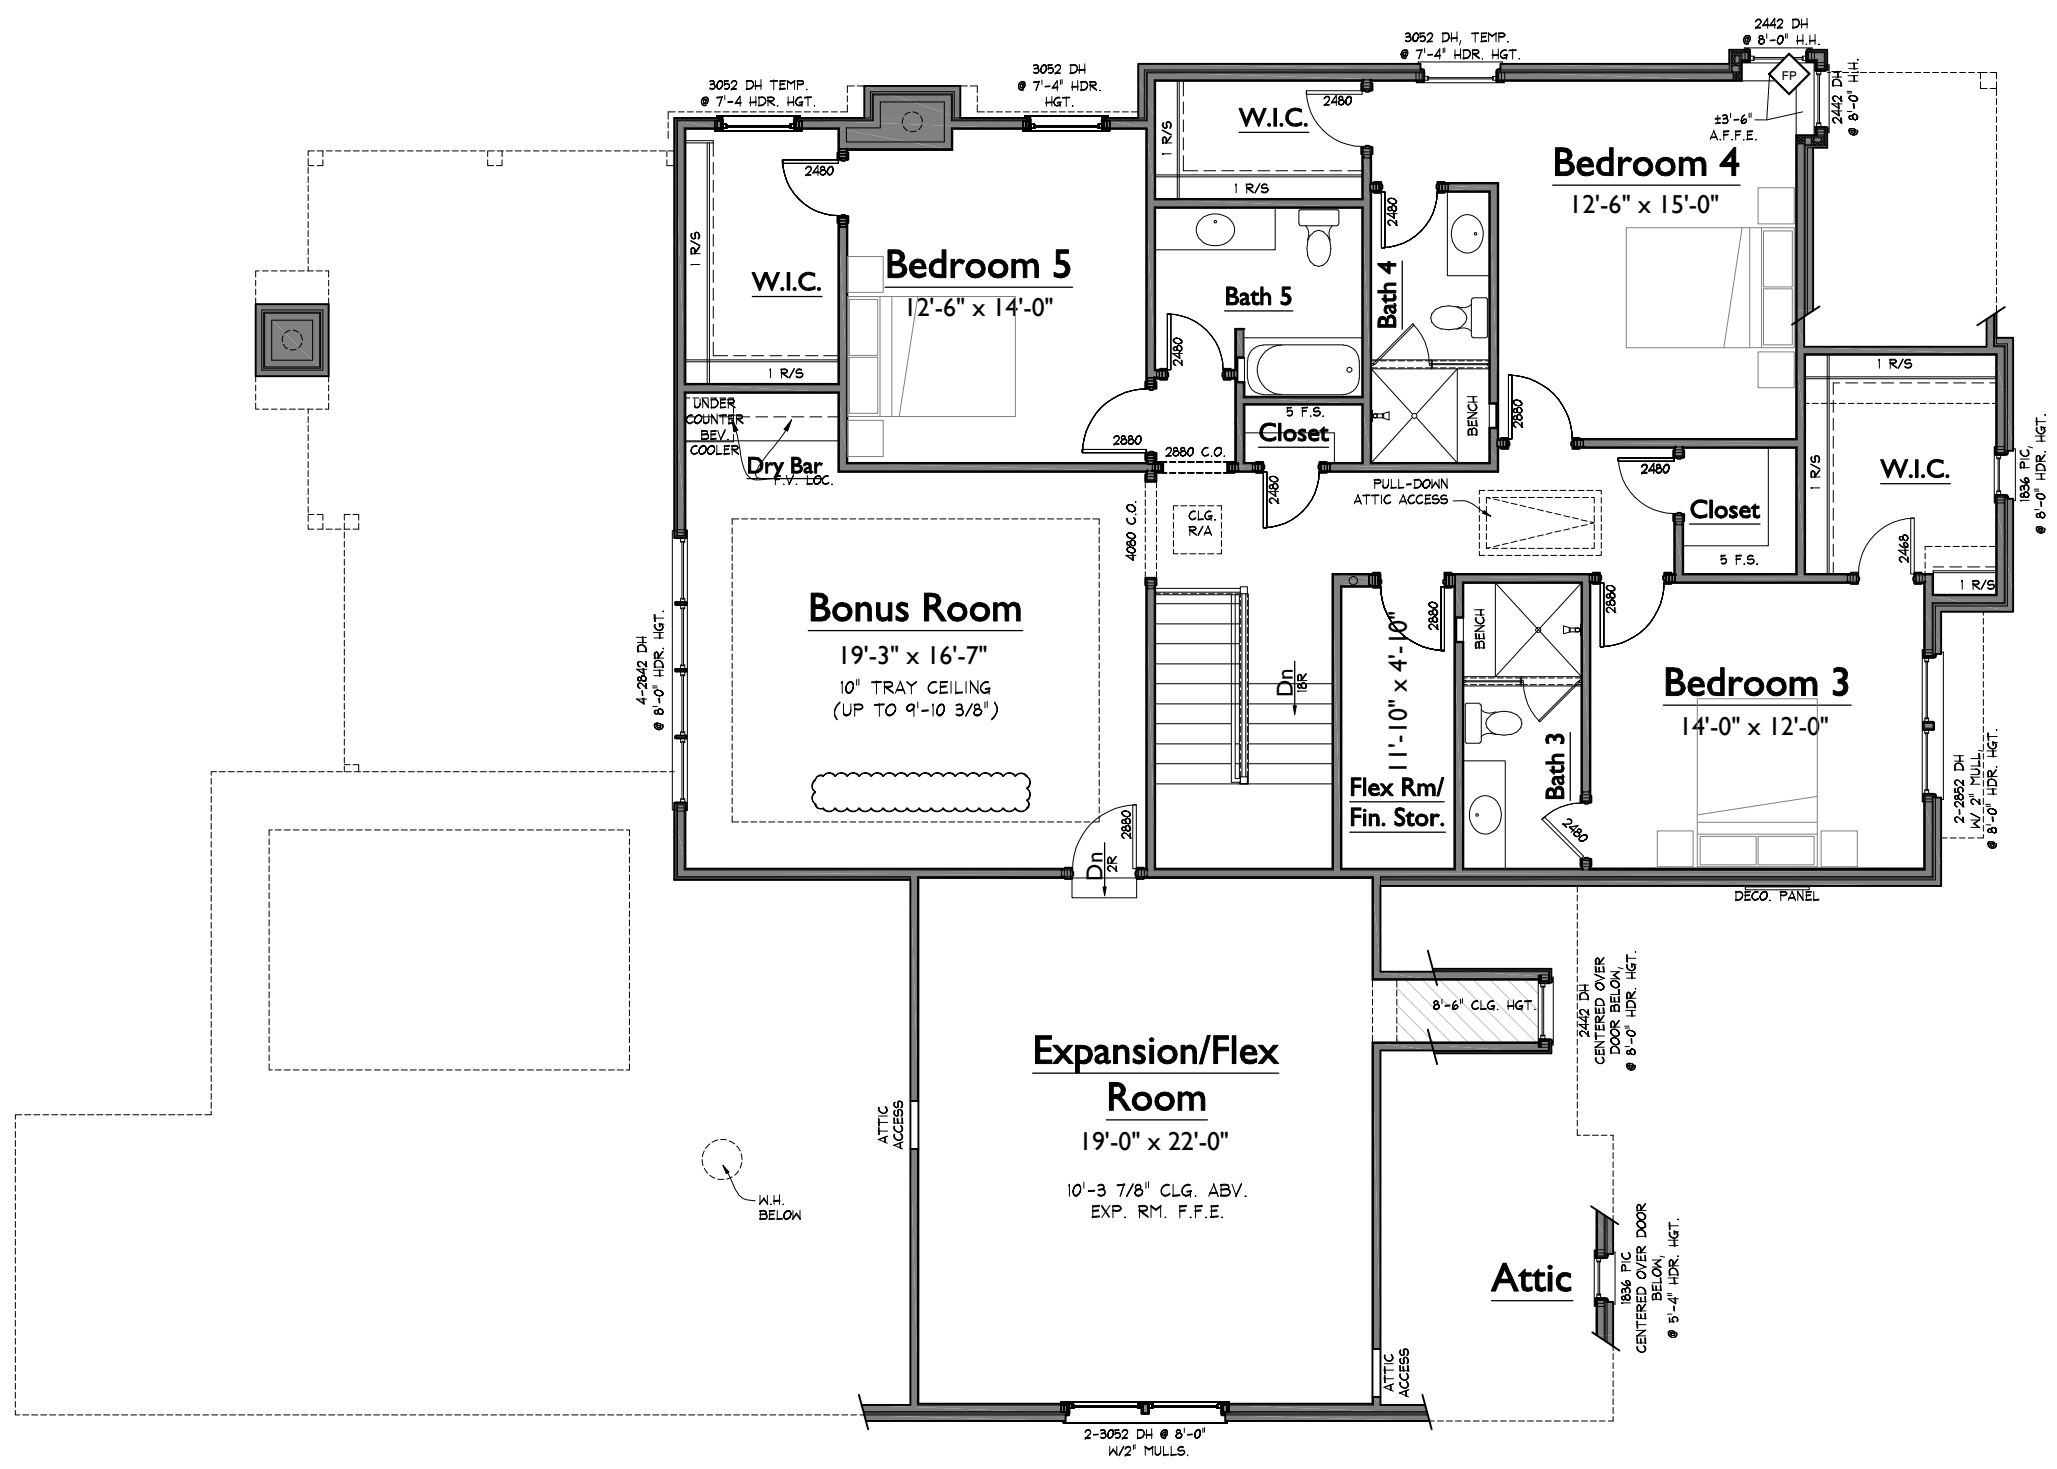 2442 DH
@ 8'-0" H.H.
3052 DH, TEMP.
@ 7'-4" HDR. HGT.
3052 DH
@ 7'-4" HDR.
HGT.
3052 DH TEMP.
@ 7'-4 HDR. HGT.
FP
2442 DH
@ 8'-0" H.H.
±3'-6"
A.F.F.E.
2480
W.I.C.
1 R/S
1 R/S
Bedroom 4
12'-6" x 15'-0"
2480
1 R/S
W.I.C.
1 R/S
Bedroom 5
12'-6" x 14'-0"
2480
Bath 4
Bath 5
2480
BENCH
2880
UNDER
COUNTER
BEV.
COOLER
Dry Bar
F.V. LOC.
2880
2880 C.O.
5 F.S.
Closet
2480
4080 C.O.
CLG.
R/A
PULL-DOWN
ATTIC ACCESS
2480
Closet
5 F.S.
1 R/S
1 R/S
W.I.C.
2468
1 R/S
1836 PIC,
@ 8'-0" HDR. HGT.
4-2842 DH
@ 8'-0" HDR. HGT.
Bonus Room
19'-3" x 16'-7"
10" TRAY CEILING
(UP TO 9'-10 3/8")
Dn
18R
2880
11'-10" x 4'-10"
Flex Rm/
Fin. Stor.
BENCH
Bath 3
2480
2880
Bedroom 3
14'-0" x 12'-0"
2-2852 DH
W/ 2" MULL,
@ 8'-0" HDR. HGT.
2880
Dn
2R
DECO. PANEL
8'-6" CLG. HGT.
2442 DH
CENTERED OVER
DOOR BELOW,
@ 8'-0" HDR. HGT.
Expansion/Flex
Room
19'-0" x 22'-0"
10'-3 7/8" CLG. ABV.
EXP. RM. F.F.E.
ATTIC
ACCESS
W.H.
BELOW
Attic
1836 PIC
CENTERED OVER DOOR
BELOW,
@ 5'-4" HDR. HGT.
ATTIC
ACCESS
2-3052 DH @ 8'-0"
W/2" MULLS.